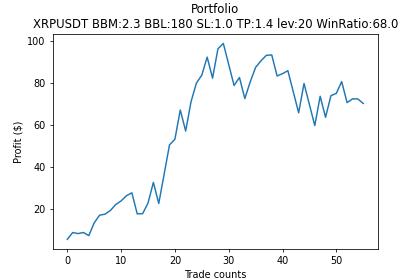 Portfolio
XRPUSDT BBM:2.3 BBL:180 SL:1.0 TP:1.4 lev:20 WinRatio:68.0
100
80
60
40
20
Profit ($)
0
10
20
30
40
50
Trade counts